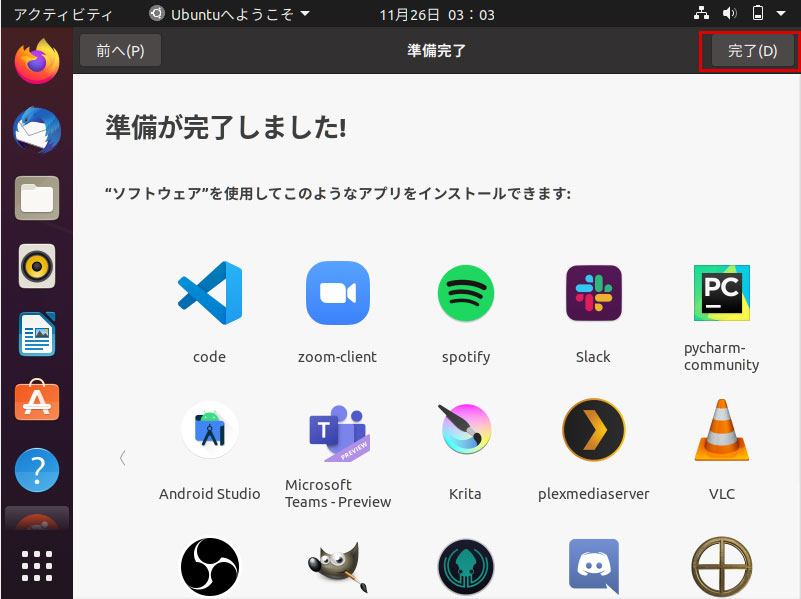 アクティビティ
Ubuntuへようこそ
11月26日 03：03
前へ(P)
準備完了
完了(D)
準備が完了しました!
“ソフトウェア”を使用してこのようなアプリをインストールできます:
code
zoom-client
spotify
Slack
PC
pycharm-
community
T
PREVIEW
Android Studio
Microsoft
Teams - Preview
Krita
plexmediaserver
VLC